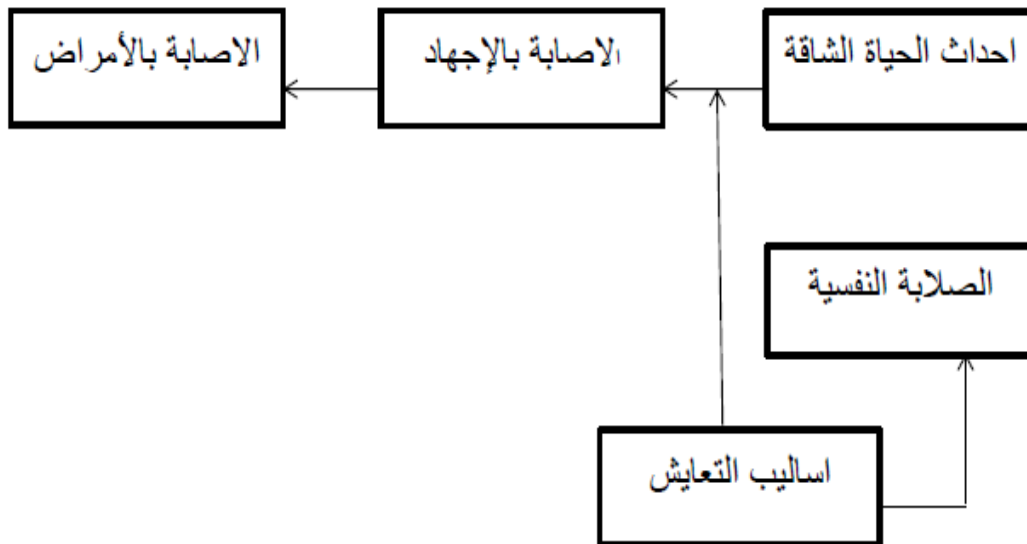 احداث الحياة الشاقة
الاصابة بالإجهاد
الاصابة بالأمراض
الصلابة النفسية
اساليب التعايش